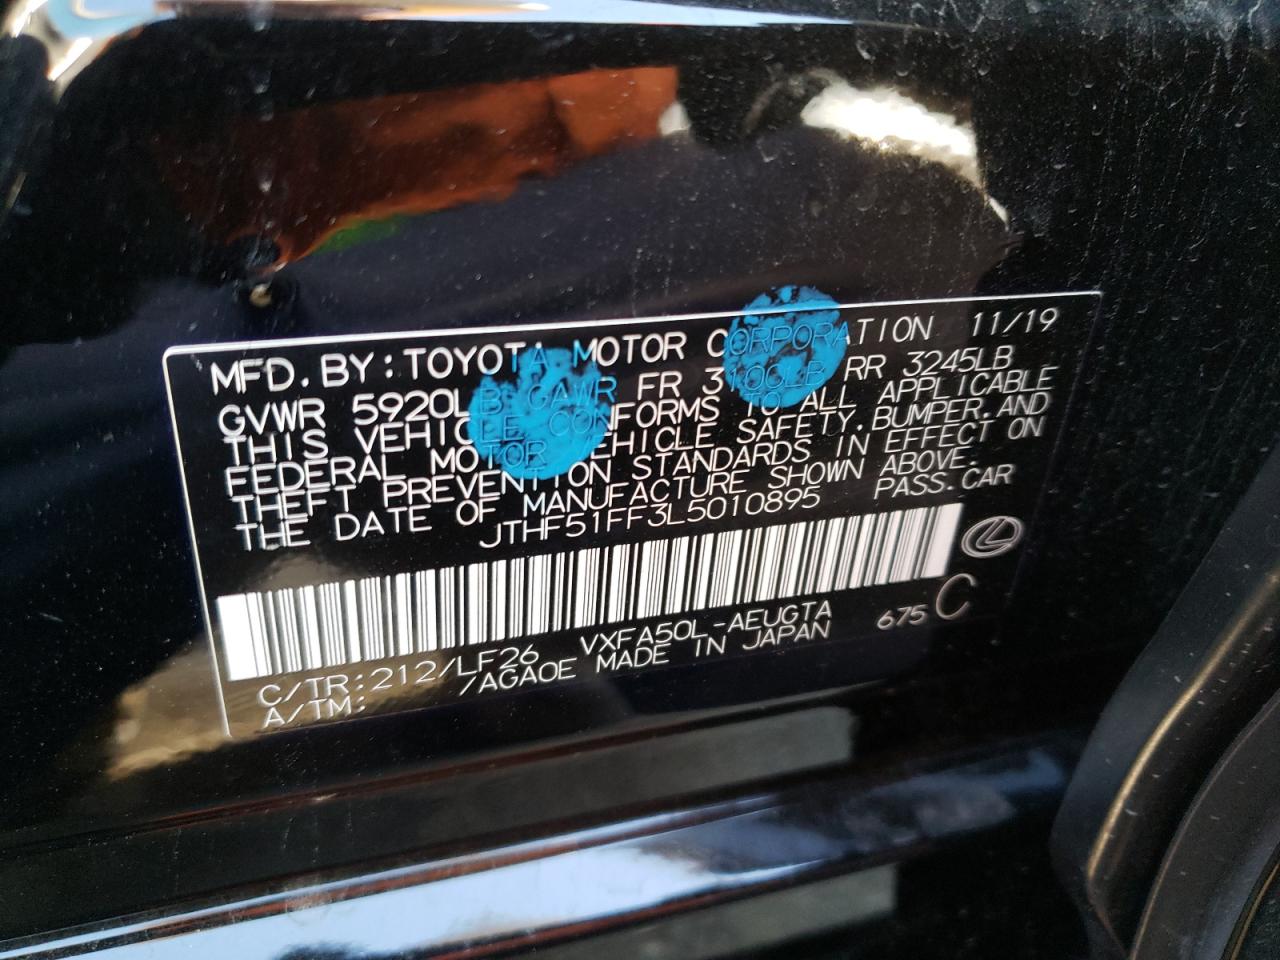 MFD. BY: TOYOTA MOTOR CORPORATION 11/19
GVWR 5920LB GAWR FR 3100LB RR 3245LB
THIS VEHICLE CONFORMS TO ALL APPLICABLE
FEDERAL MOTOR VEHICLE SAFETY, BUMPER, AND
THEFT PREVENTION STANDARDS IN EFFECT ON
THE DATE OF MANUFACTURE SHOWN ABOVE.
JTHF51FF3L5010895 PASS. CAR
C/TR: 212/LF26 VXFA50L-AEUGTA 675 C
A/TM: /AGA0E MADE IN JAPAN